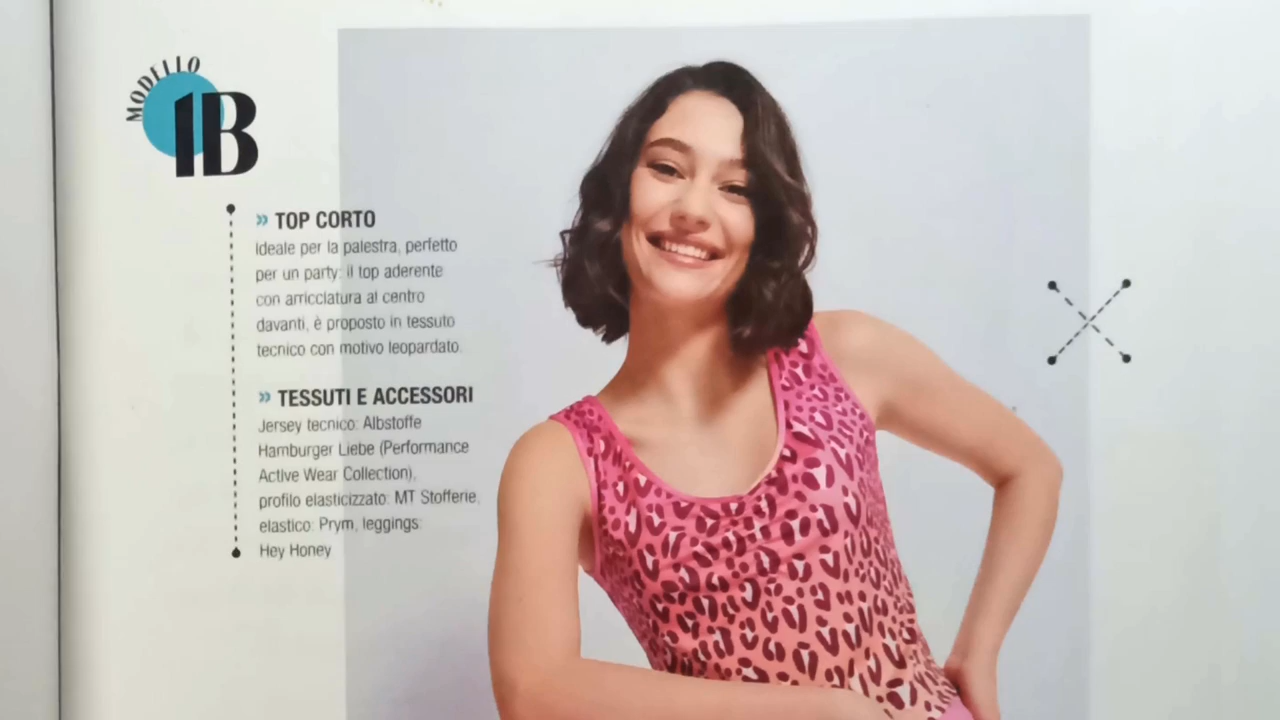 MODELLO
1B
» TOP CORTO
Ideale per la palestra, perfetto
per un party: il top aderente
con arricciatura al centro
davanti, è proposto in tessuto
tecnico con motivo leopardato.
» TESSUTI E ACCESSORI
Jersey tecnico: Albstoffe
Hamburger Liebe (Performance
Active Wear Collection),
profilo elasticizzato: MT Stofferie,
elastico: Prym, leggings:
Hey Honey